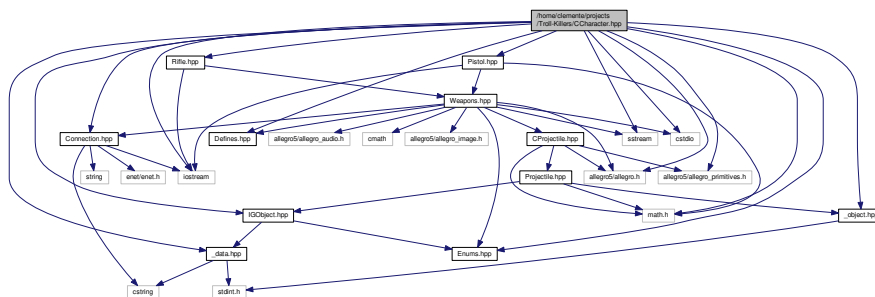 /home/clemente/projects
/Troll-Killers/CCharacter.hpp
Rifle.hpp
Pistol.hpp
Weapons.hpp
Connection.hpp
Defines.hpp
allegro5/allegro_audio.h
cmath
allegro5/allegro_image.h
CProjectile.hpp
sstream
cstdio
string
enet/enet.h
iostream
Projectile.hpp
allegro5/allegro.h
allegro5/allegro_primitives.h
IGObject.hpp
math.h
_object.hpp
_data.hpp
Enums.hpp
cstring
stdint.h